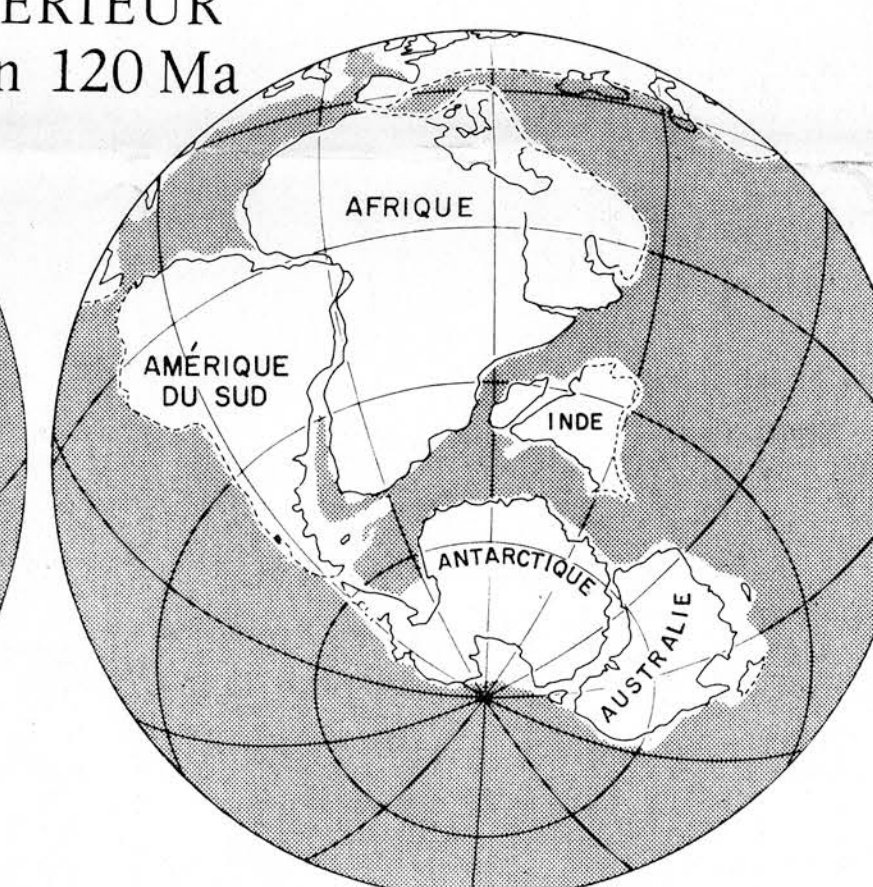 120 Ma
AFRIQUE
AMÉRIQUE
DU SUD
INDE
ANTARCTIQUE
AUSTRALIE